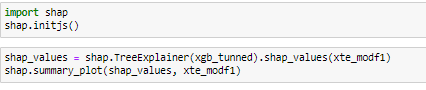 import shap
shap.initjs()
shap_values = shap.TreeExplainer(xgb_tunned).shap_values(xte_modf1)
shap.summary_plot(shap_values, xte_modf1)